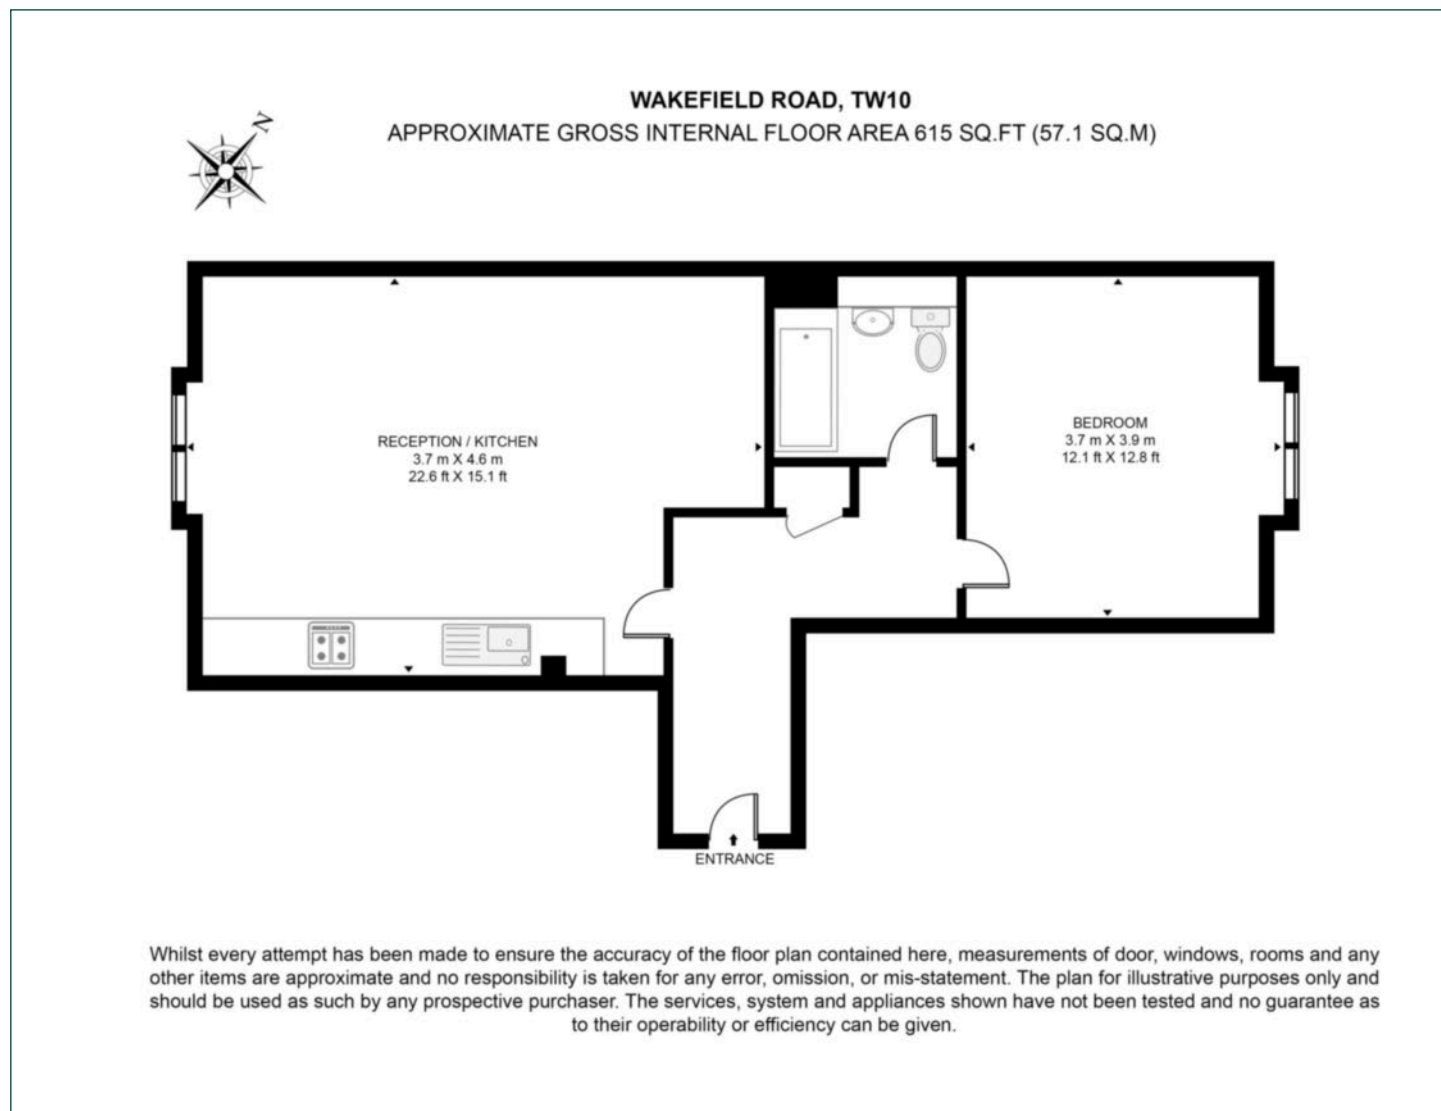 WAKEFIELD ROAD, TW10
APPROXIMATE GROSS INTERNAL FLOOR AREA 615 SQ.FT (57.1 SQ.M)
N
RECEPTION / KITCHEN
3.7 m X 4.6 m
22.6 ft X 15.1 ft
BEDROOM
3.7 m X 3.9 m
12.1 ft X 12.8 ft
ENTRANCE
Whilst every attempt has been made to ensure the accuracy of the floor plan contained here, measurements of door, windows, rooms and any
other items are approximate and no responsibility is taken for any error, omission, or mis-statement. The plan for illustrative purposes only and
should be used as such by any prospective purchaser. The services, system and appliances shown have not been tested and no guarantee as
to their operability or efficiency can be given.